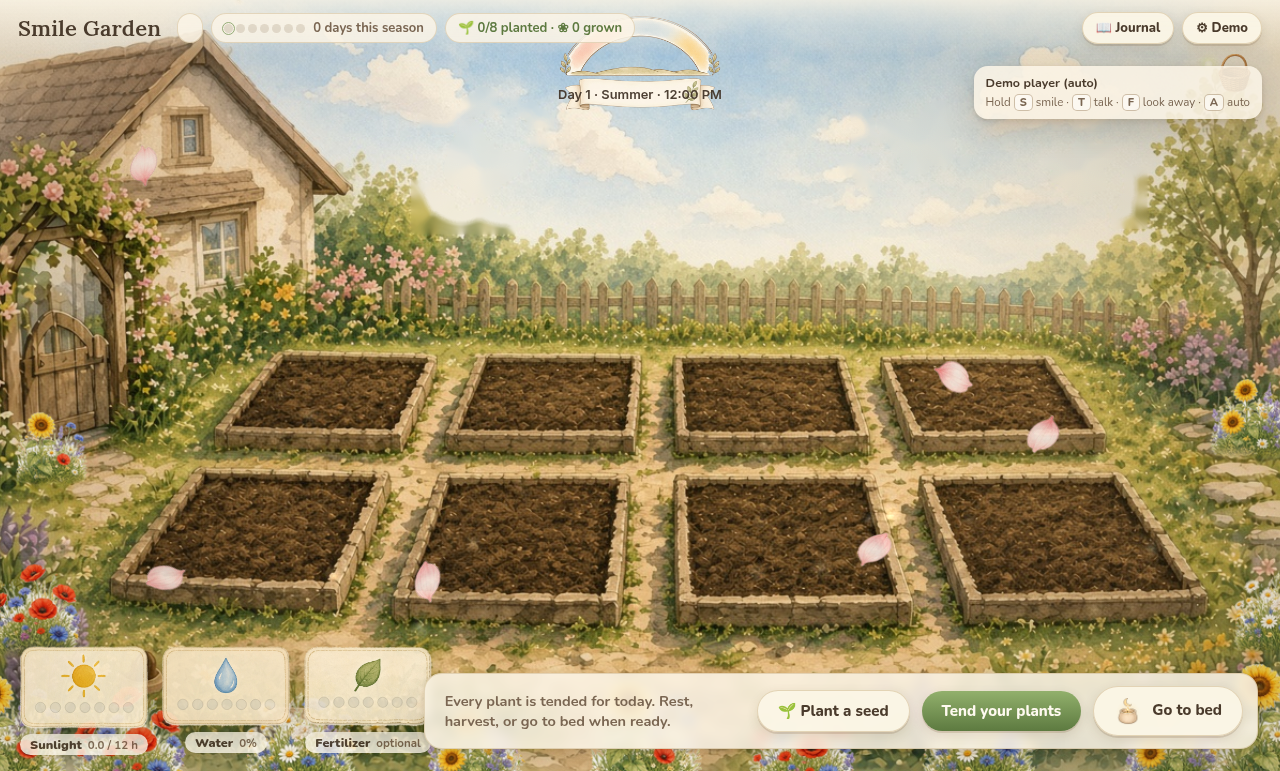 Smile Garden
0 days this season
0/8 planted · 0 grown
Journal
Demo
Day 1 · Summer · 12:00 PM
Demo player (auto)
Hold S smile · T talk · F look away · A auto
Every plant is tended for today. Rest,
harvest, or go to bed when ready.
Plant a seed
Tend your plants
Go to bed
Sunlight 0.0 / 12 h
Water 0%
Fertilizer optional